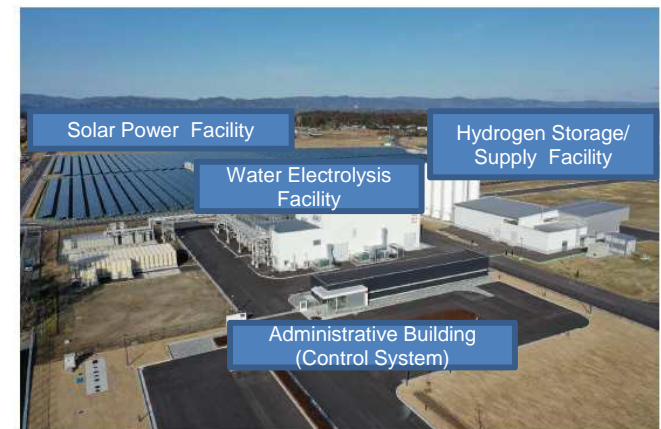 Solar Power Facility
Hydrogen Storage/
Supply Facility
Water Electrolysis
Facility
Administrative Building
(Control System)